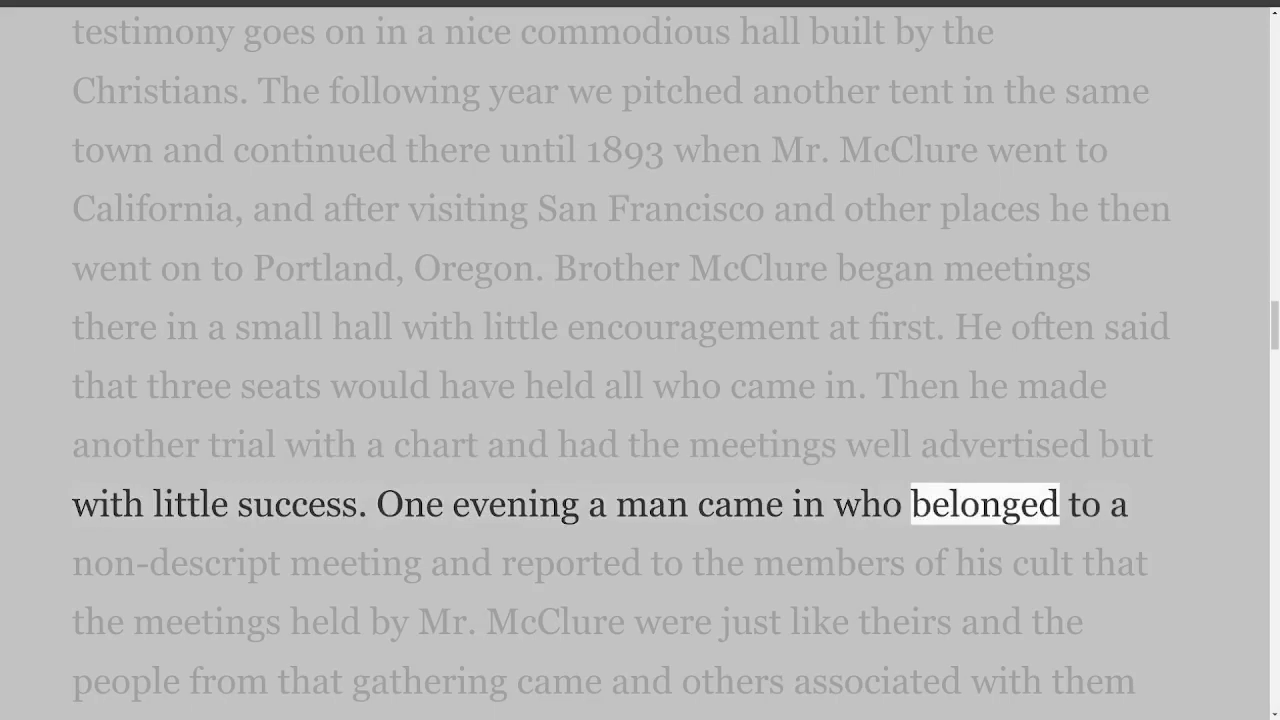 testimony goes on in a nice commodious hall built by the
Christians. The following year we pitched another tent in the same
town and continued there until 1893 when Mr. McClure went to
California, and after visiting San Francisco and other places he then
went on to Portland, Oregon. Brother McClure began meetings
there in a small hall with little encouragement at first. He often said
that three seats would have held all who came in. Then he made
another trial with a chart and had the meetings well advertised but
with little success. One evening a man came in who belonged to a
non-descript meeting and reported to the members of his cult that
the meetings held by Mr. McClure were just like theirs and the
people from that gathering came and others associated with them